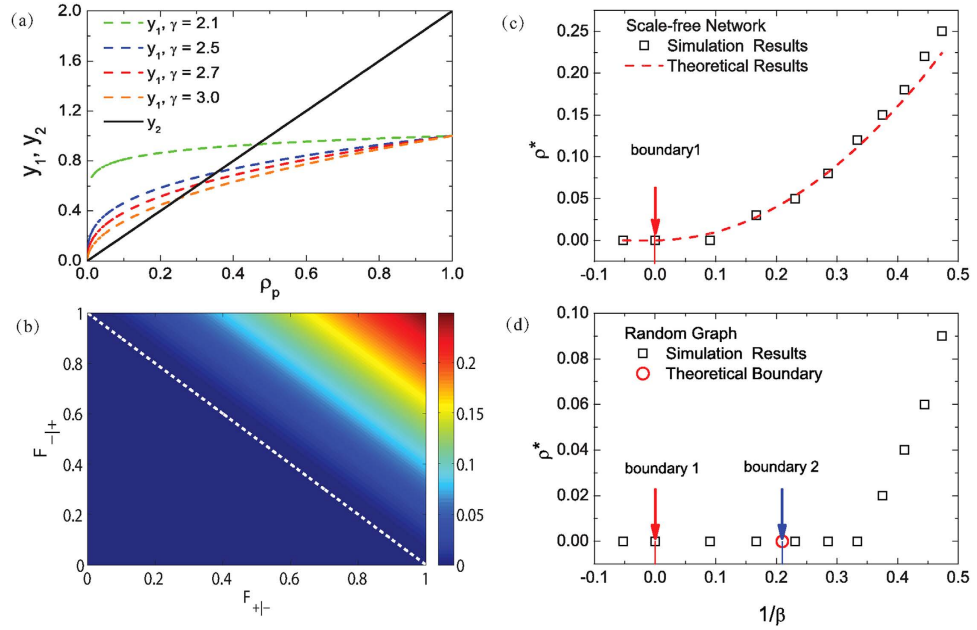 (a)
y₁, γ = 2.1
y₁, γ = 2.5
y₁, γ = 2.7
y₁, γ = 3.0
y₂
y₁, y₂
2.0
1.6
1.2
0.8
0.4
0.0
0.0 0.2 0.4 0.6 0.8 1.0
ρₚ
(b)
1
0.8
0.6
0.4
0.2
0
F₋|₊
0 0.2 0.4 0.6 0.8 1
F₊|₋
0.2
0.15
0.1
0.05
0
(c)
Scale-free Network
Simulation Results
Theoretical Results
boundary1
ρ*
0.25
0.20
0.15
0.10
0.05
0.00
-0.1 0.0 0.1 0.2 0.3 0.4 0.5
(d)
Random Graph
Simulation Results
Theoretical Boundary
boundary 1 boundary 2
ρ*
0.10
0.08
0.06
0.04
0.02
0.00
-0.1 0.0 0.1 0.2 0.3 0.4 0.5
1/β